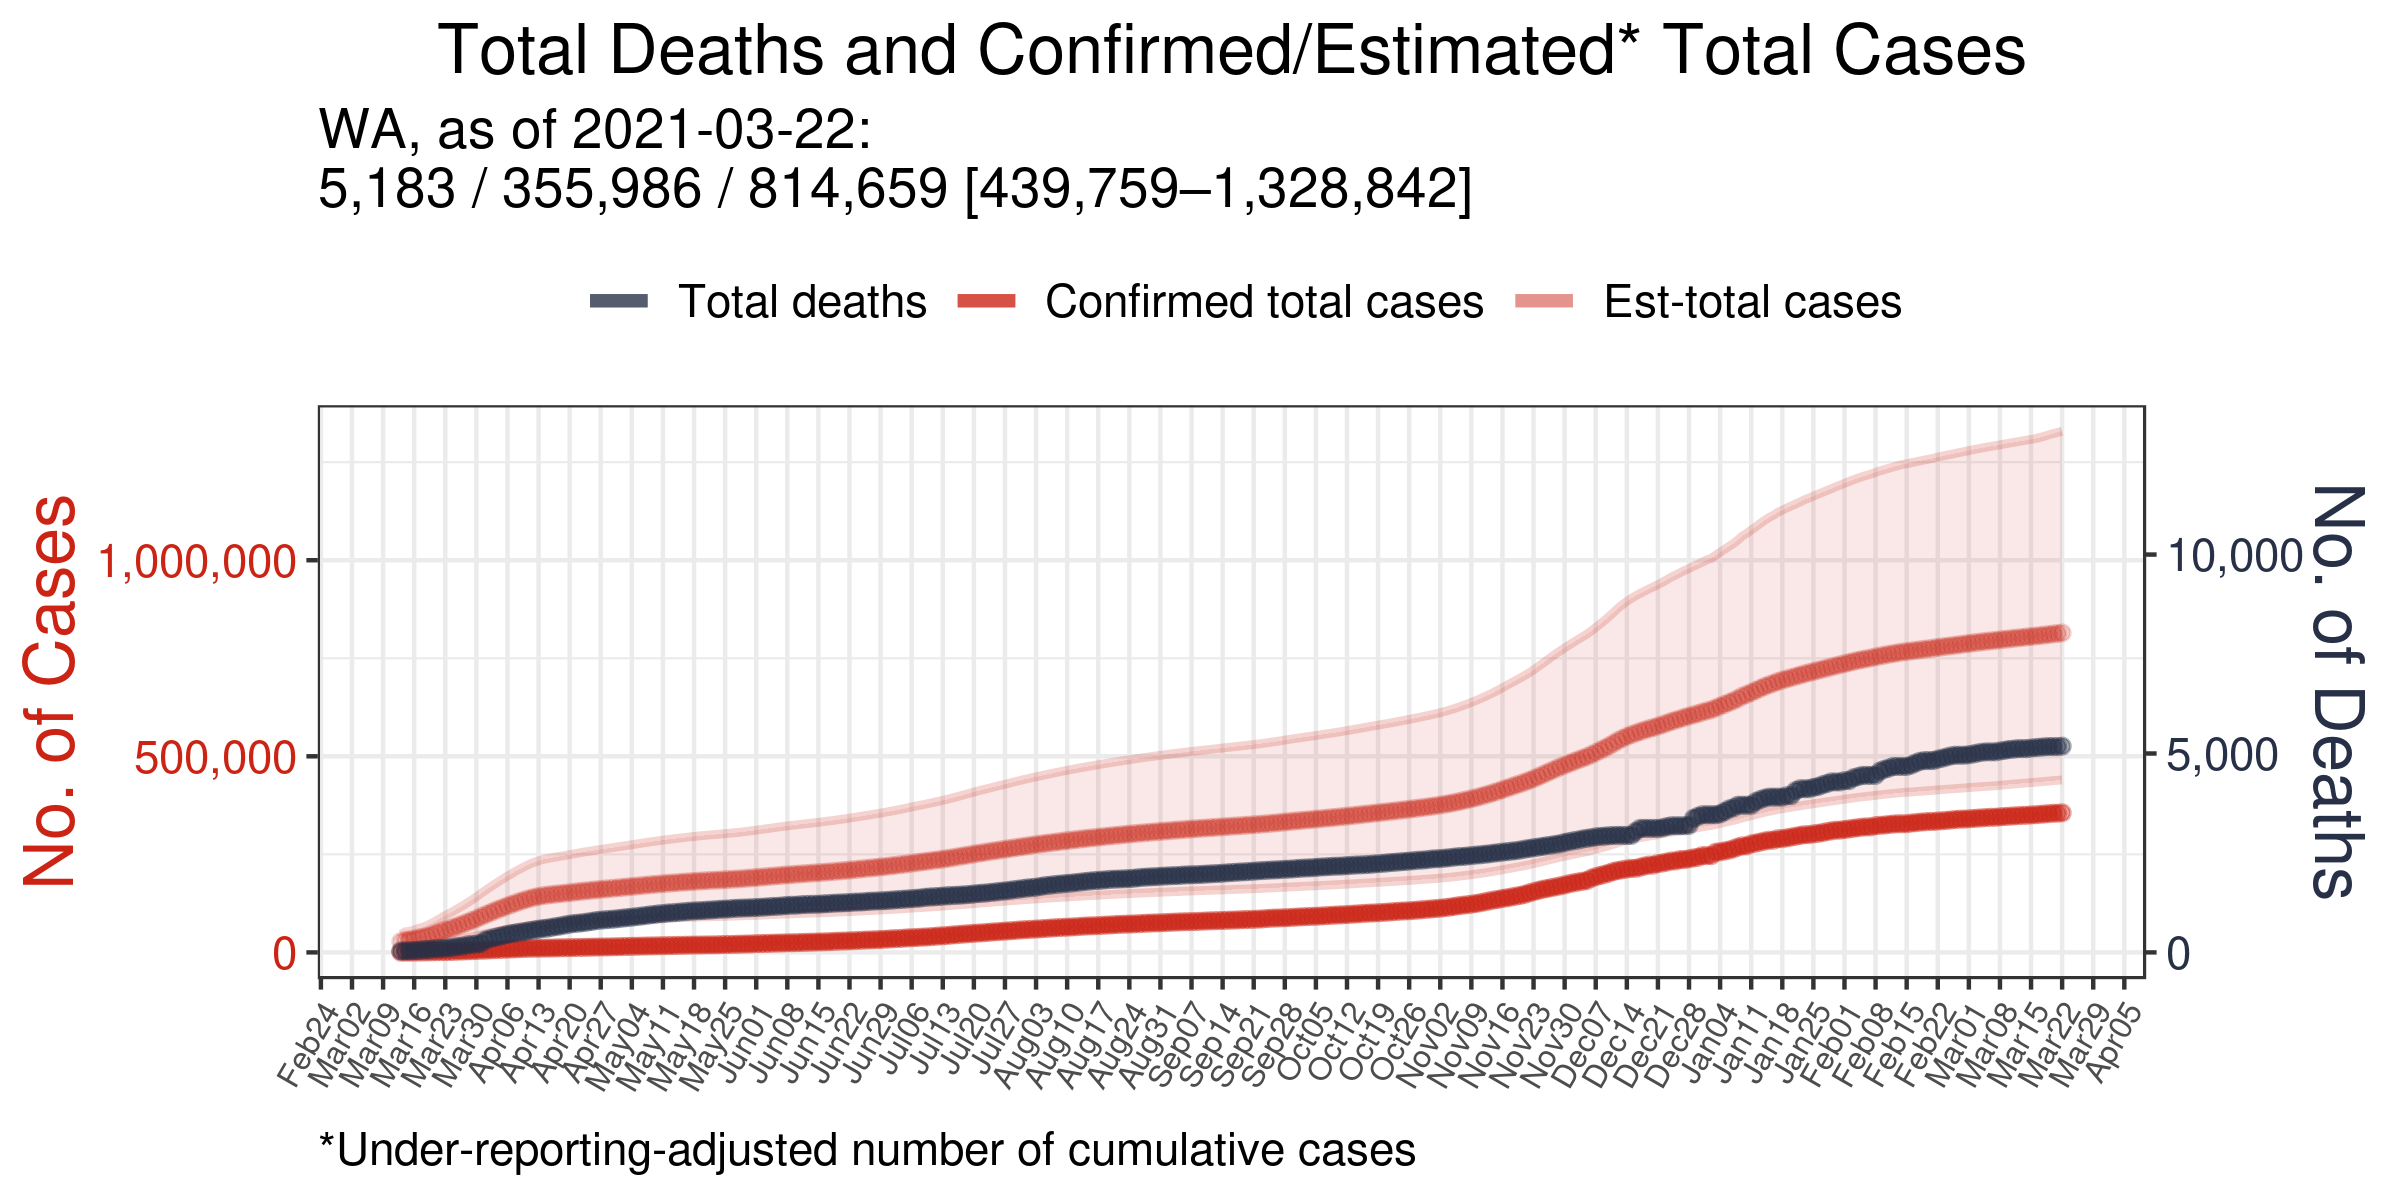 Total Deaths and Confirmed/Estimated* Total Cases
WA, as of 2021-03-22:
5,183 / 355,986 / 814,659 [439,759–1,328,842]
Total deaths
Confirmed total cases
Est-total cases
No. of Cases
1,000,000
500,000
0
No. of Deaths
10,000
5,000
0
Feb24
Mar02
Mar09
Mar16
Mar23
Mar30
Apr06
Apr13
Apr20
Apr27
May04
May11
May18
May25
Jun01
Jun08
Jun15
Jun22
Jun29
Jul06
Jul13
Jul20
Jul27
Aug03
Aug10
Aug17
Aug24
Aug31
Sep07
Sep14
Sep21
Sep28
Oct05
Oct12
Oct19
Oct26
Nov02
Nov09
Nov16
Nov23
Nov30
Dec07
Dec14
Dec21
Dec28
Jan04
Jan11
Jan18
Jan25
Feb01
Feb08
Feb15
Feb22
Mar01
Mar08
Mar15
Mar22
Mar29
Apr05
*Under-reporting-adjusted number of cumulative cases